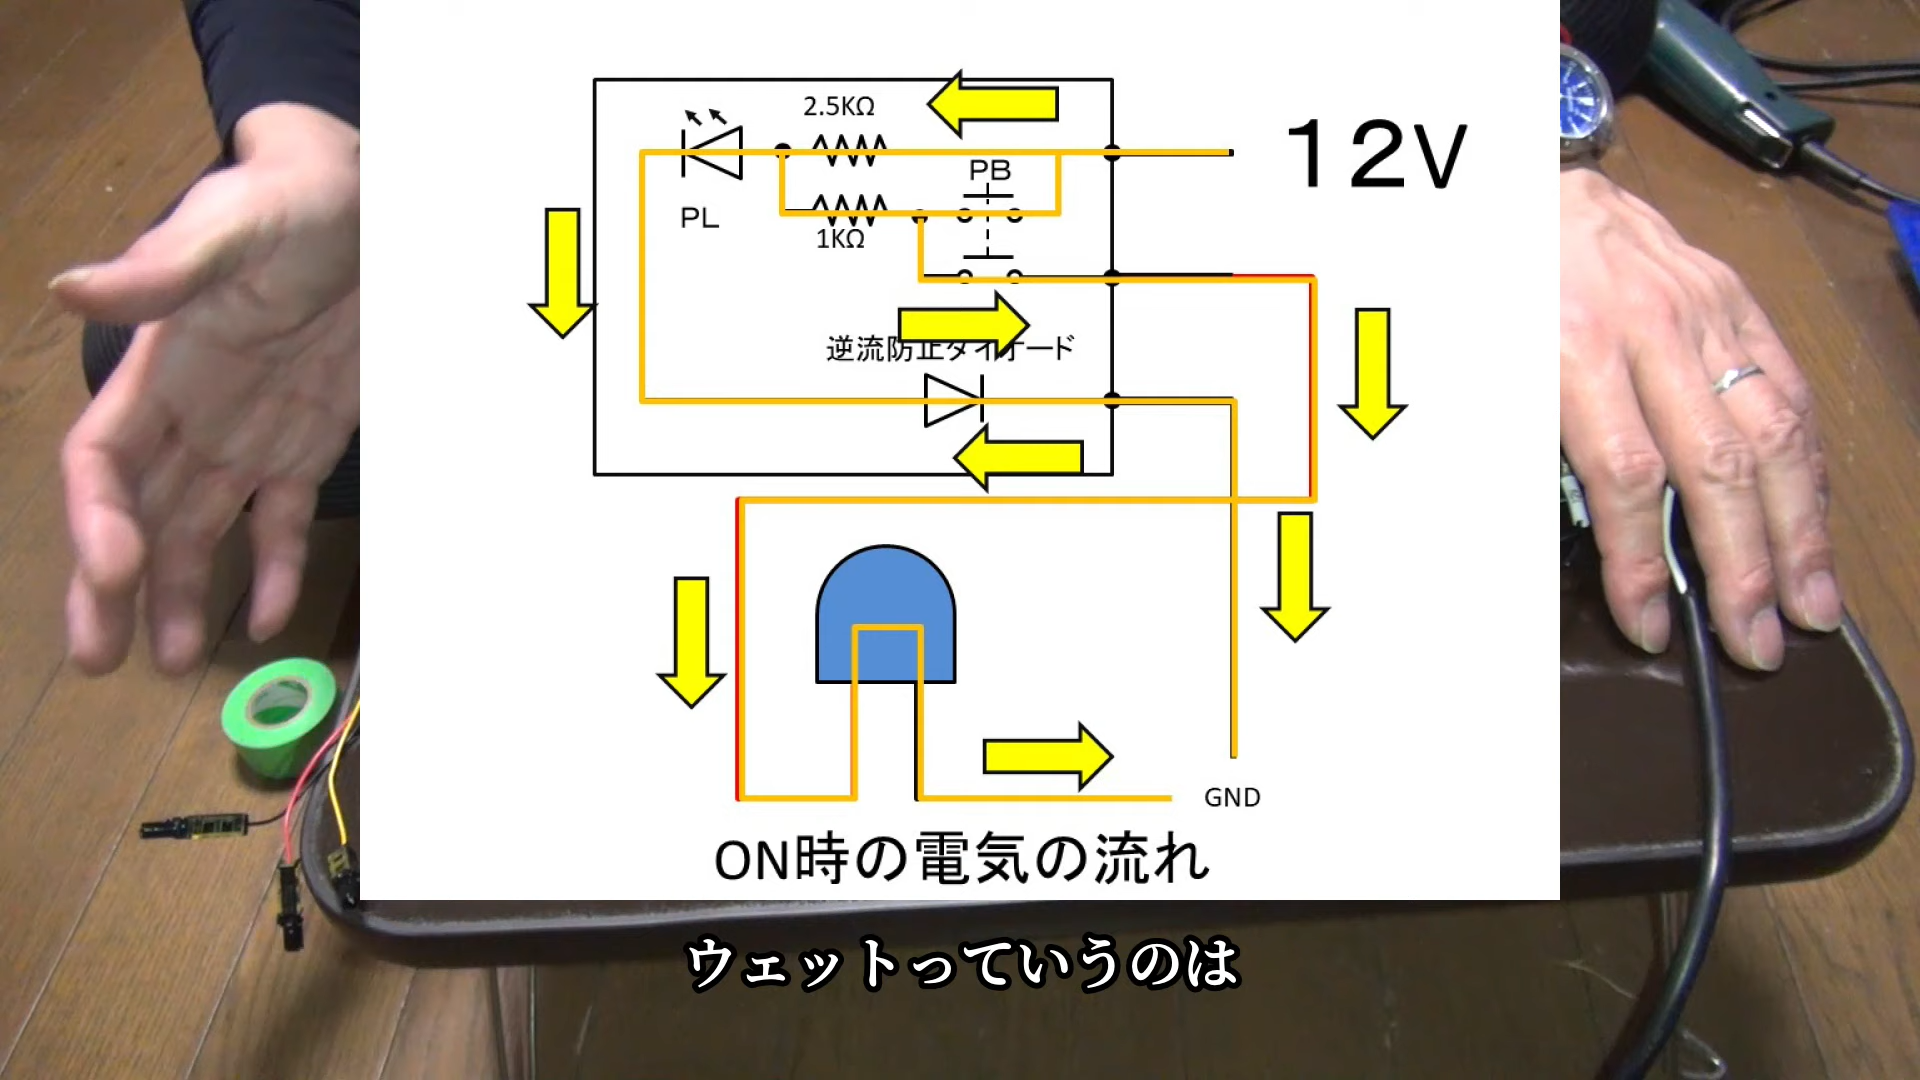 2.5KΩ
12V
PB
PL
1KΩ
逆流防止ダイオード
GND
ON時の電気の流れ
ウェットっていうのは